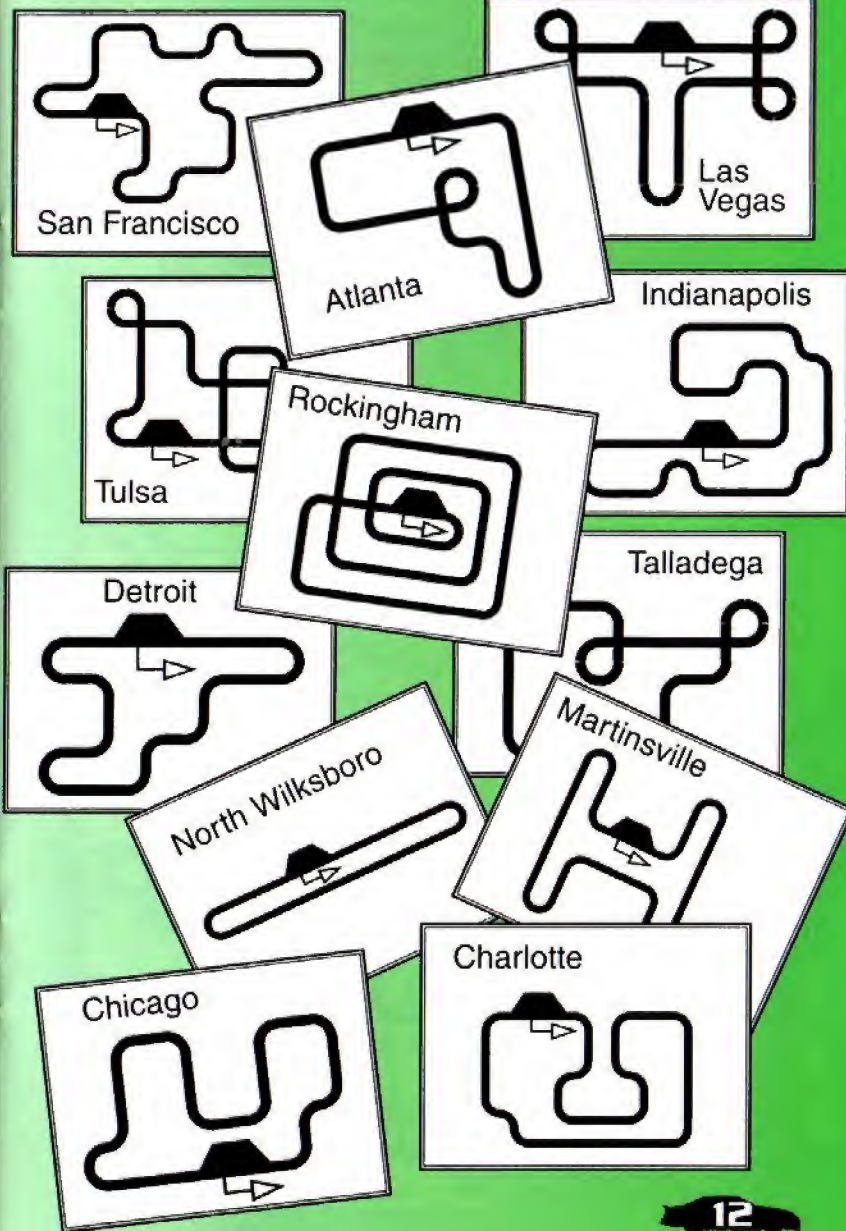 San Francisco
Las
Vegas
Atlanta
Indianapolis
Tulsa
Rockingham
Detroit
Talladega
North Wilksboro
Martinsville
Chicago
Charlotte
12